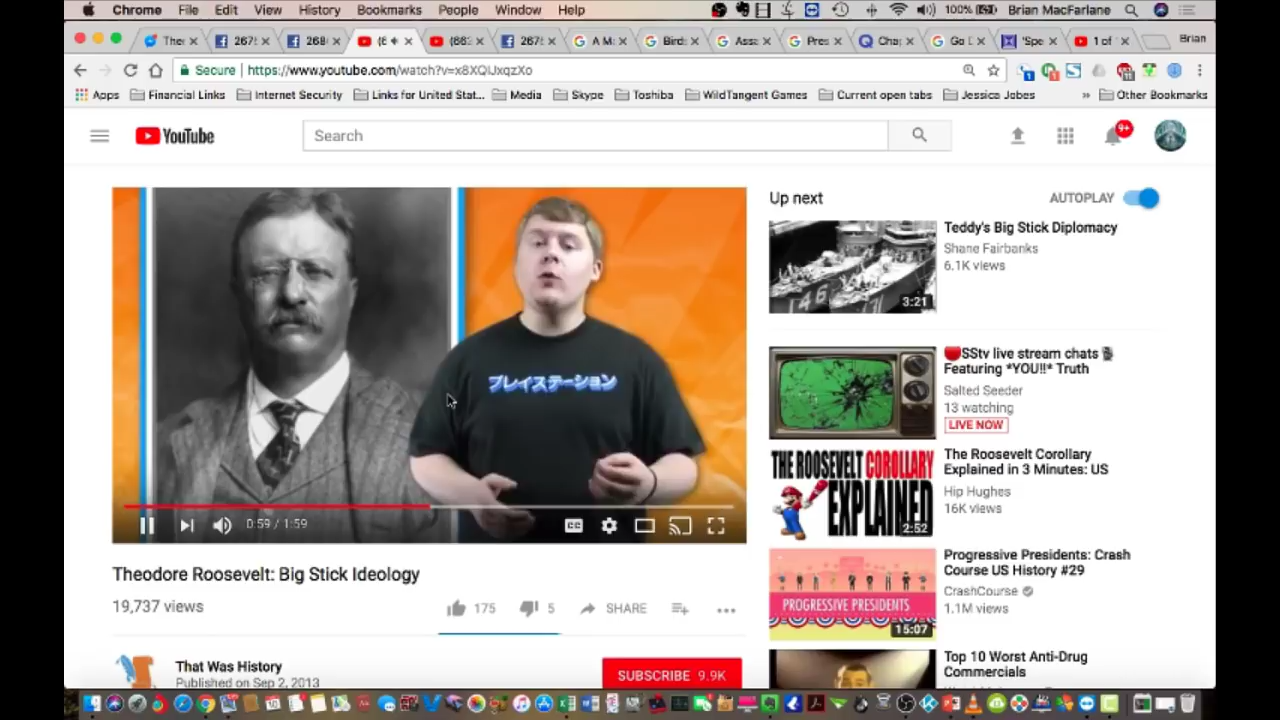 Chrome File Edit View History Bookmarks People Window Help 100% Brian MacFarlane
Brian
Secure https://www.youtube.com/watch?v=x8XQUxqzXo
Apps Financial Links Internet Security Links for United Stat... Media Skype Toshiba WildTangent Games Current open tabs Jessica Jobes » Other Bookmarks
YouTube
Search
9+
Up next
AUTOPLAY
プレイステーション
0:59 / 1:59
CC
Theodore Roosevelt: Big Stick Ideology
19,737 views
175
5
SHARE
That Was History
Published on Sep 2, 2013
SUBSCRIBE 9.9K
Teddy's Big Stick Diplomacy
Shane Fairbanks
6.1K views
3:21
SStv live stream chats
Featuring *YOU!!* Truth
Salted Seeder
13 watching
LIVE NOW
THE ROOSEVELT COROLLARY
EXPLAINED
2:52
The Roosevelt Corollary
Explained in 3 Minutes: US
Hip Hughes
16K views
PROGRESSIVE PRESIDENTS
15:07
Progressive Presidents: Crash
Course US History #29
CrashCourse
1.1M views
Top 10 Worst Anti-Drug
Commercials